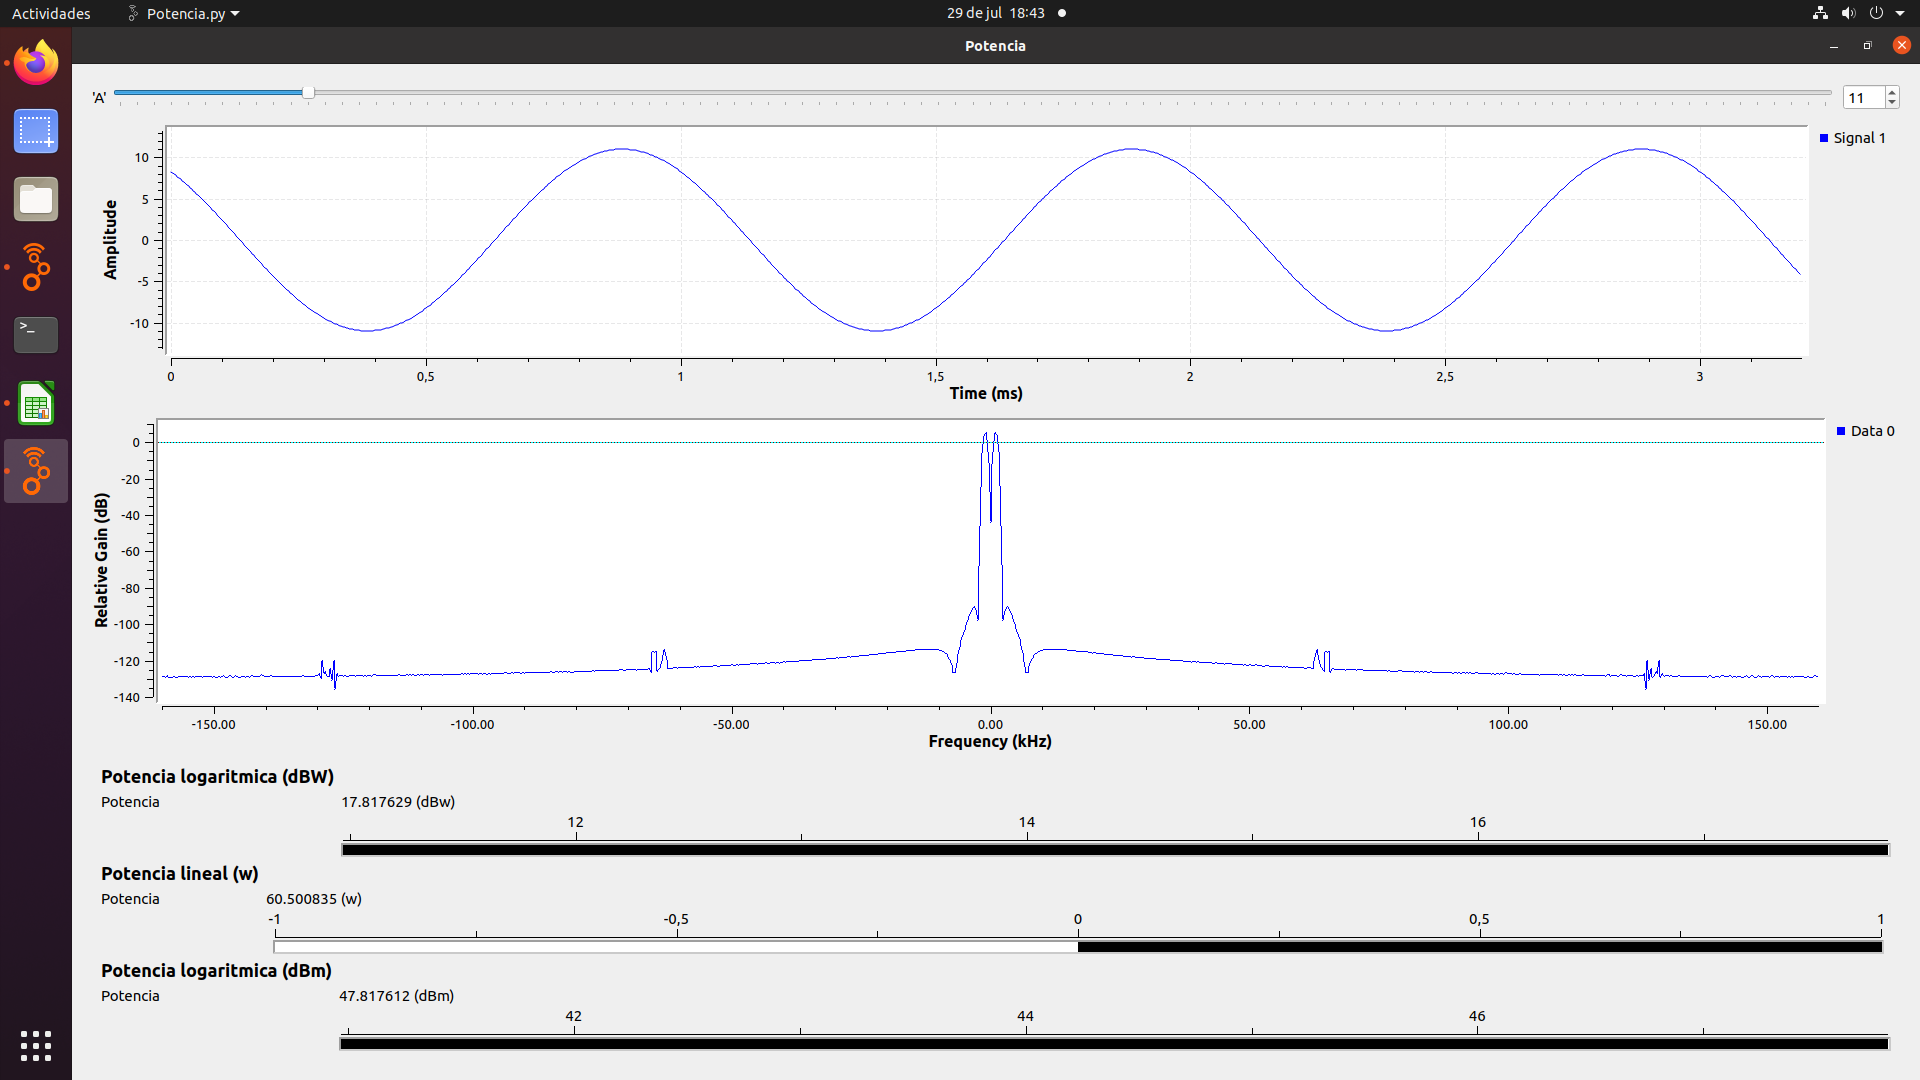 Actividades Potencia.py 29 de jul 18:43
Potencia
'A' 11
Signal 1
Amplitude
10
5
0
-5
-10
0 0,5 1 1,5 2 2,5 3
Time (ms)
Data 0
Relative Gain (dB)
0
-20
-40
-60
-80
-100
-120
-140
-150.00 -100.00 -50.00 0.00 50.00 100.00 150.00
Frequency (kHz)
Potencia logaritmica (dBW)
Potencia 17.817629 (dBw)
12 14 16
Potencia lineal (w)
Potencia 60.500835 (w)
-1 -0,5 0 0,5 1
Potencia logaritmica (dBm)
Potencia 47.817612 (dBm)
42 44 46